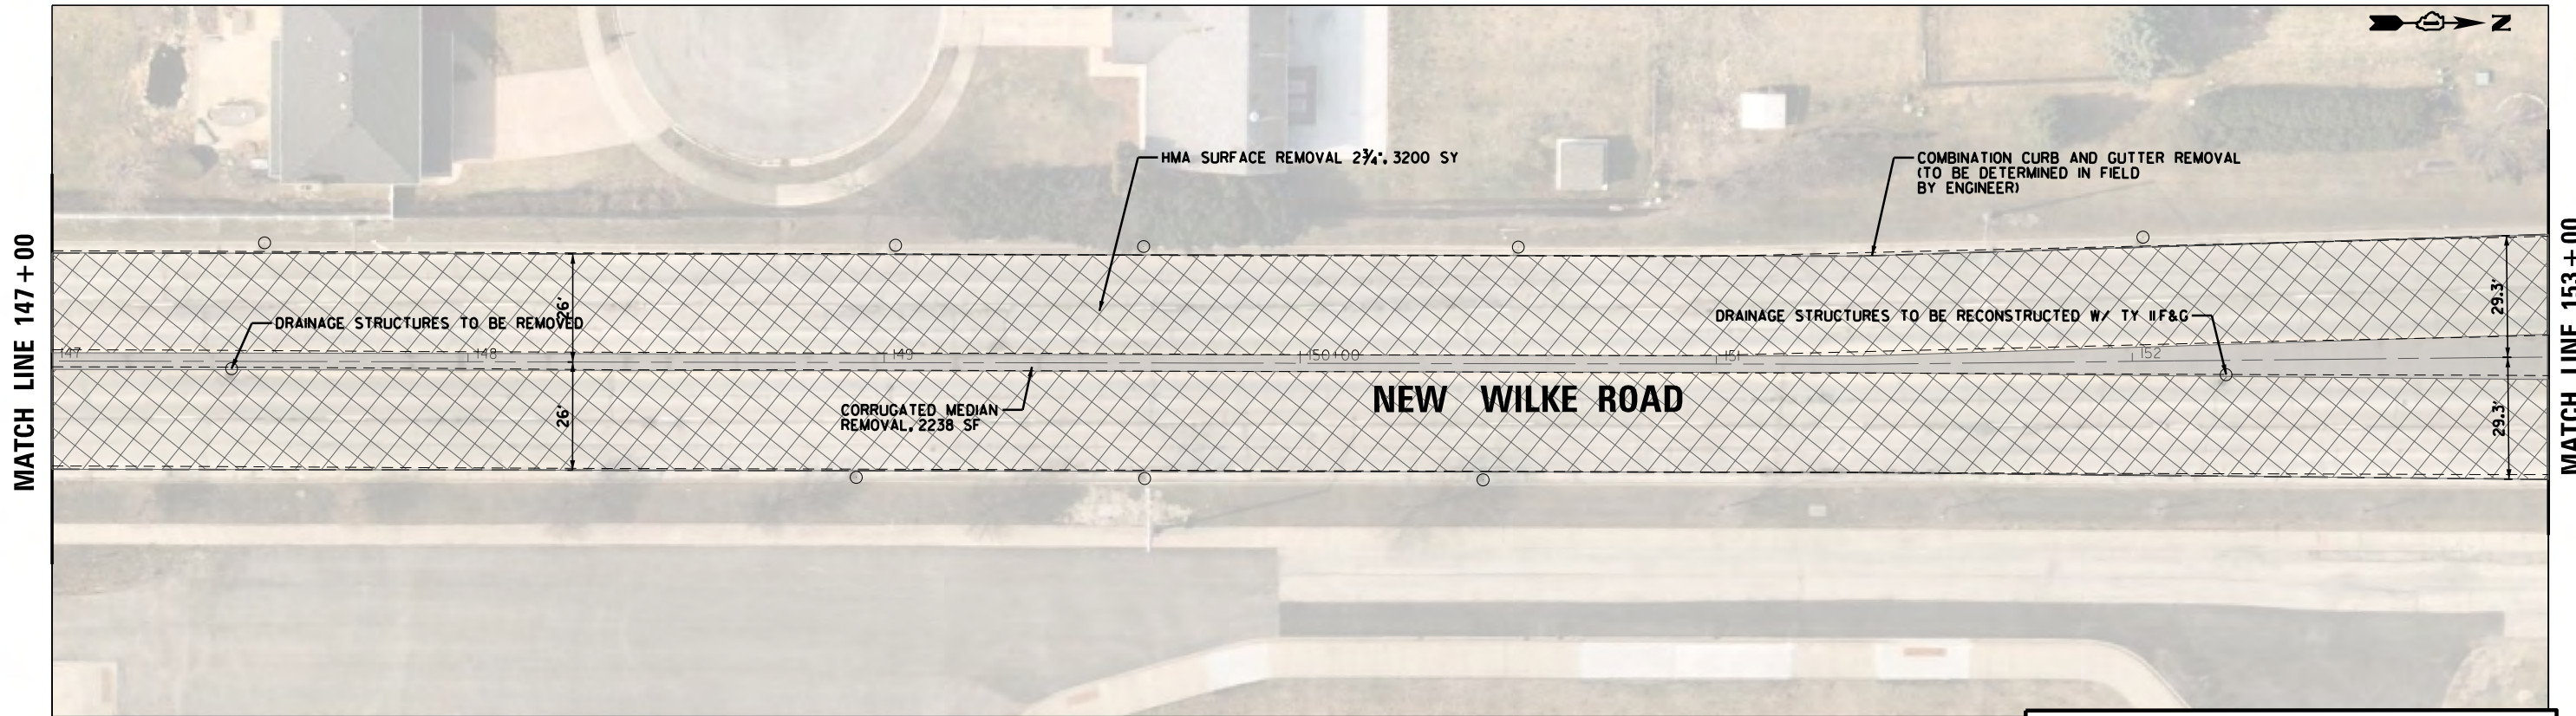 N
HMA SURFACE REMOVAL 2¾", 3200 SY
COMBINATION CURB AND GUTTER REMOVAL
(TO BE DETERMINED IN FIELD
BY ENGINEER)
MATCH LINE 147+00
MATCH LINE 153+00
26'
29.3'
DRAINAGE STRUCTURES TO BE REMOVED
DRAINAGE STRUCTURES TO BE RECONSTRUCTED W/ TY 11F&G
147
148
149
150+00
151
152
NEW WILKE ROAD
CORRUGATED MEDIAN
REMOVAL, 2238 SF
26'
29.3'